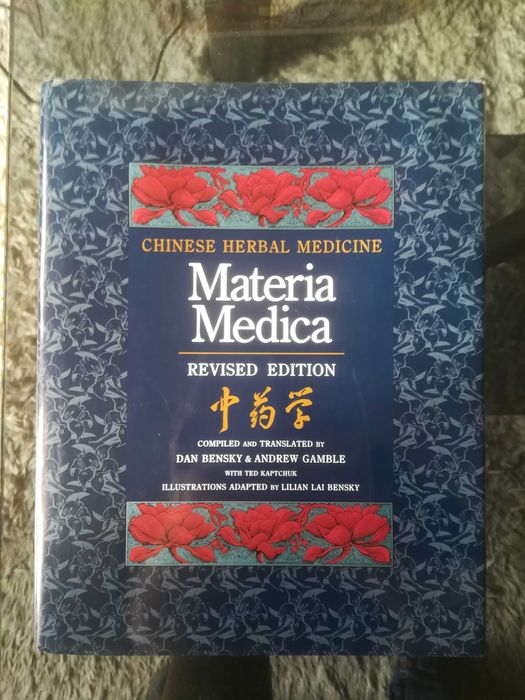 CHINESE HERBAL MEDICINE
Materia
Medica
REVISED EDITION
中药学
COMPILED AND TRANSLATED BY
DAN BENSKY & ANDREW GAMBLE
WITH TED KAPTCHUK
ILLUSTRATIONS ADAPTED BY LILIAN LAI BENSKY